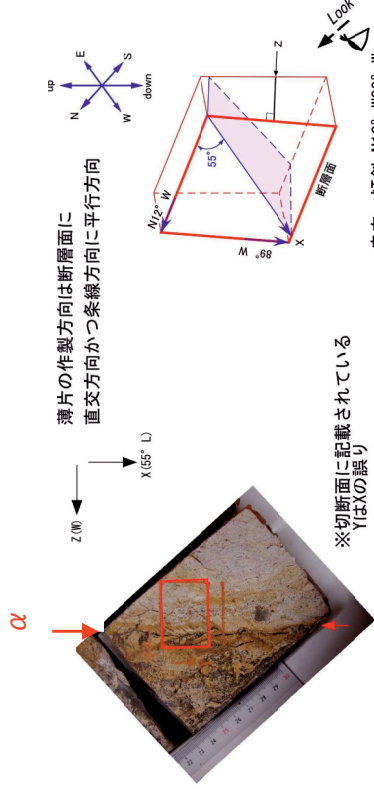 α
Z(W)
X(55° L)
薄片の作製方向は断層面に
直交方向かつ条線方向に平行方向
up
N
E
W
S
down
※切断面に記載されている
YはXの誤り
N12° W
55°
89° W
X
Z
断層面
Look